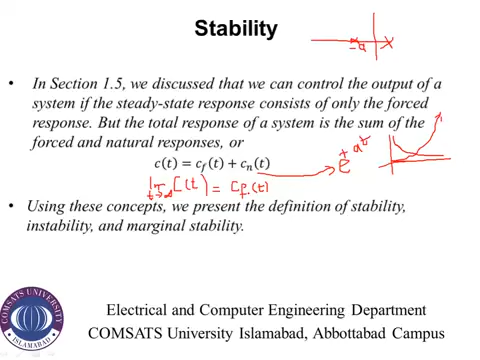 Stability
-a
• In Section 1.5, we discussed that we can control the output of a
system if the steady-state response consists of only the forced
response. But the total response of a system is the sum of the
forced and natural responses, or
e^{+at}
c(t) = c_f(t) + c_n(t)
C(t) = C_f(t)
• Using these concepts, we present the definition of stability,
instability, and marginal stability.
COMSATS UNIVERSITY
ISLAMABAD
Electrical and Computer Engineering Department
COMSATS University Islamabad, Abbottabad Campus